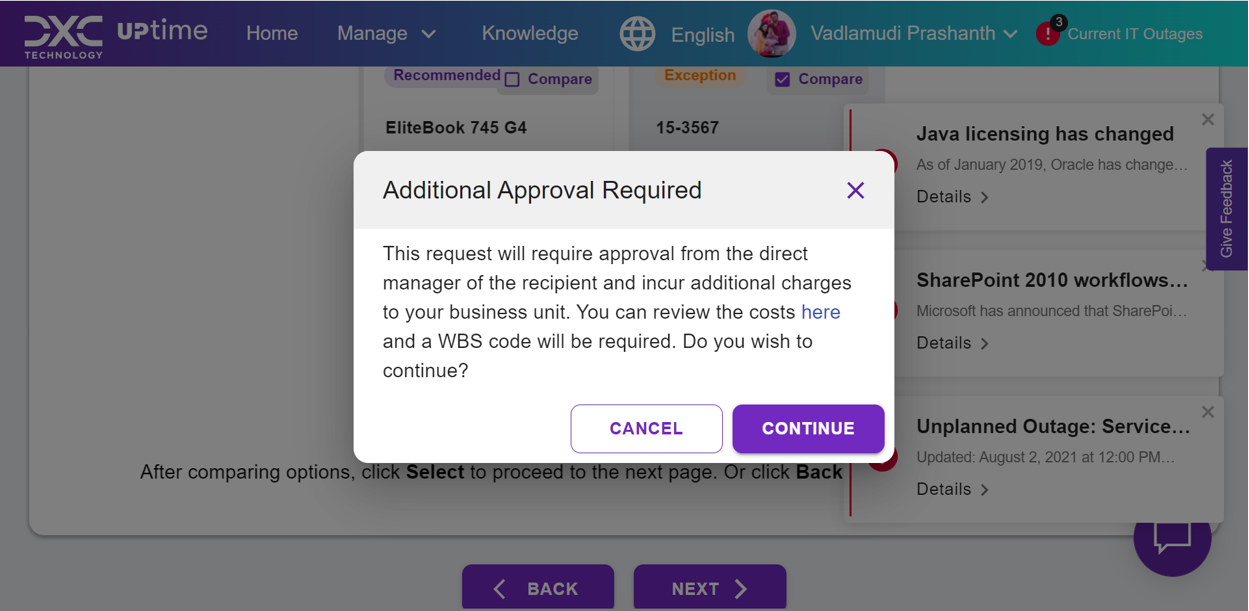 DXC TECHNOLOGY UPtime Home Manage Knowledge English Vadlamudi Prashanth ! 3 Current IT Outages
Recommended Compare Exception Compare
EliteBook 745 G4 15-3567
Additional Approval Required
This request will require approval from the direct
manager of the recipient and incur additional charges
to your business unit. You can review the costs here
and a WBS code will be required. Do you wish to
continue?
CANCEL CONTINUE
After comparing options, click Select to proceed to the next page. Or click Back
BACK NEXT
Java licensing has changed
As of January 2019, Oracle has change...
Details
SharePoint 2010 workflows...
Microsoft has announced that SharePoi...
Details
Unplanned Outage: Service...
Updated: August 2, 2021 at 12:00 PM...
Details
Give Feedback